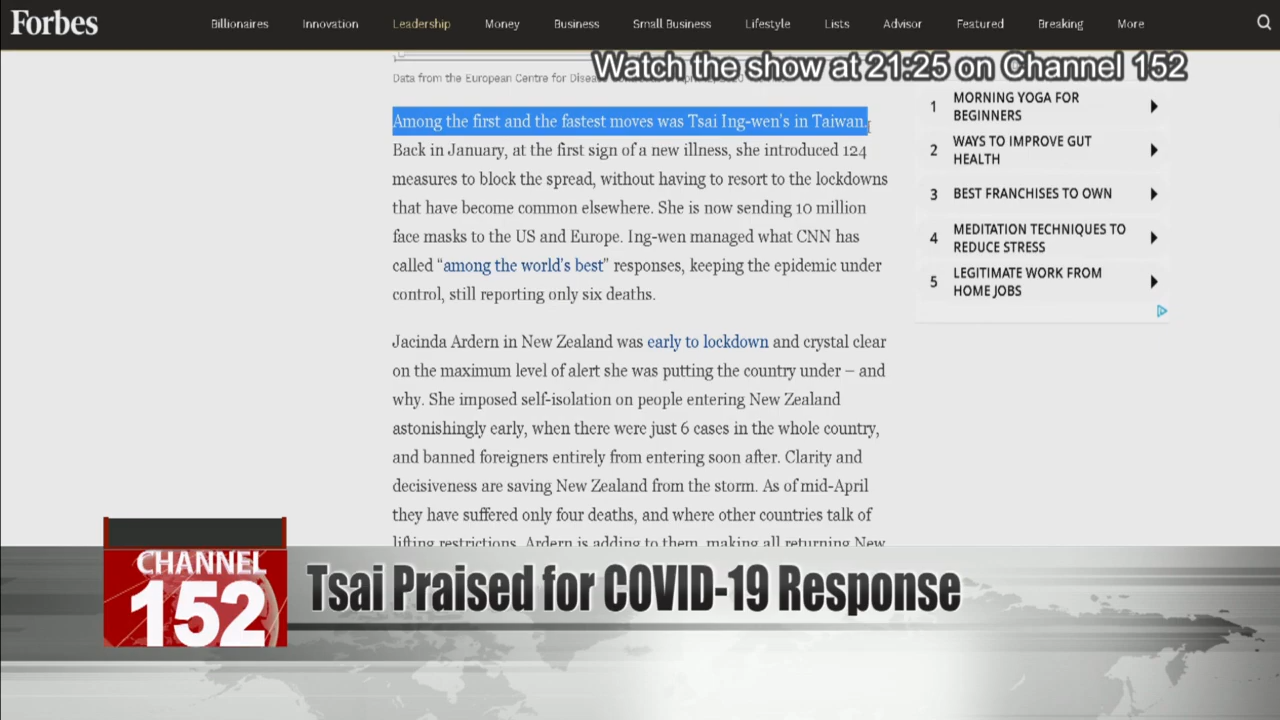 Forbes
Billionaires Innovation Leadership Money Business Small Business Lifestyle Lists Advisor Featured Breaking More
Watch the show at 21:25 on Channel 152
Data from the European Centre for
Among the first and the fastest moves was Tsai Ing-wen's in Taiwan.
Back in January, at the first sign of a new illness, she introduced 124
measures to block the spread, without having to resort to the lockdowns
that have become common elsewhere. She is now sending 10 million
face masks to the US and Europe. Ing-wen managed what CNN has
called “among the world's best” responses, keeping the epidemic under
control, still reporting only six deaths.
Jacinda Ardern in New Zealand was early to lockdown and crystal clear
on the maximum level of alert she was putting the country under – and
why. She imposed self-isolation on people entering New Zealand
astonishingly early, when there were just 6 cases in the whole country,
and banned foreigners entirely from entering soon after. Clarity and
decisiveness are saving New Zealand from the storm. As of mid-April
they have suffered only four deaths, and where other countries talk of
lifting restrictions, Ardern is adding to them, making all returning New
1 MORNING YOGA FOR
BEGINNERS
2 WAYS TO IMPROVE GUT
HEALTH
3 BEST FRANCHISES TO OWN
4 MEDITATION TECHNIQUES TO
REDUCE STRESS
5 LEGITIMATE WORK FROM
HOME JOBS
CHANNEL
152
Tsai Praised for COVID-19 Response